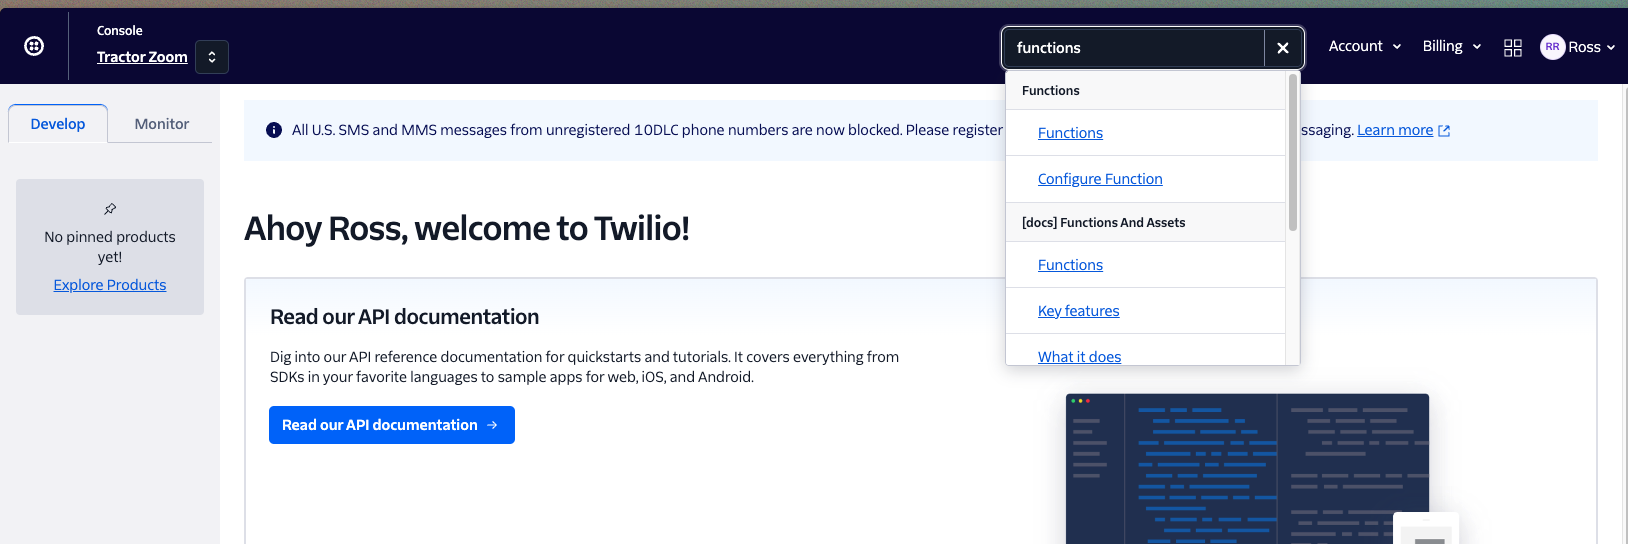 Console
Tractor Zoom
functions
Account
Billing
RR
Ross
Develop
Monitor
No pinned products
yet!
Explore Products
All U.S. SMS and MMS messages from unregistered 10DLC phone numbers are now blocked. Please register
ssaging. Learn more
Functions
Functions
Configure Function
[docs] Functions And Assets
Functions
Key features
What it does
Ahoy Ross, welcome to Twilio!
Read our API documentation
Dig into our API reference documentation for quickstarts and tutorials. It covers everything from
SDKs in your favorite languages to sample apps for web, iOS, and Android.
Read our API documentation